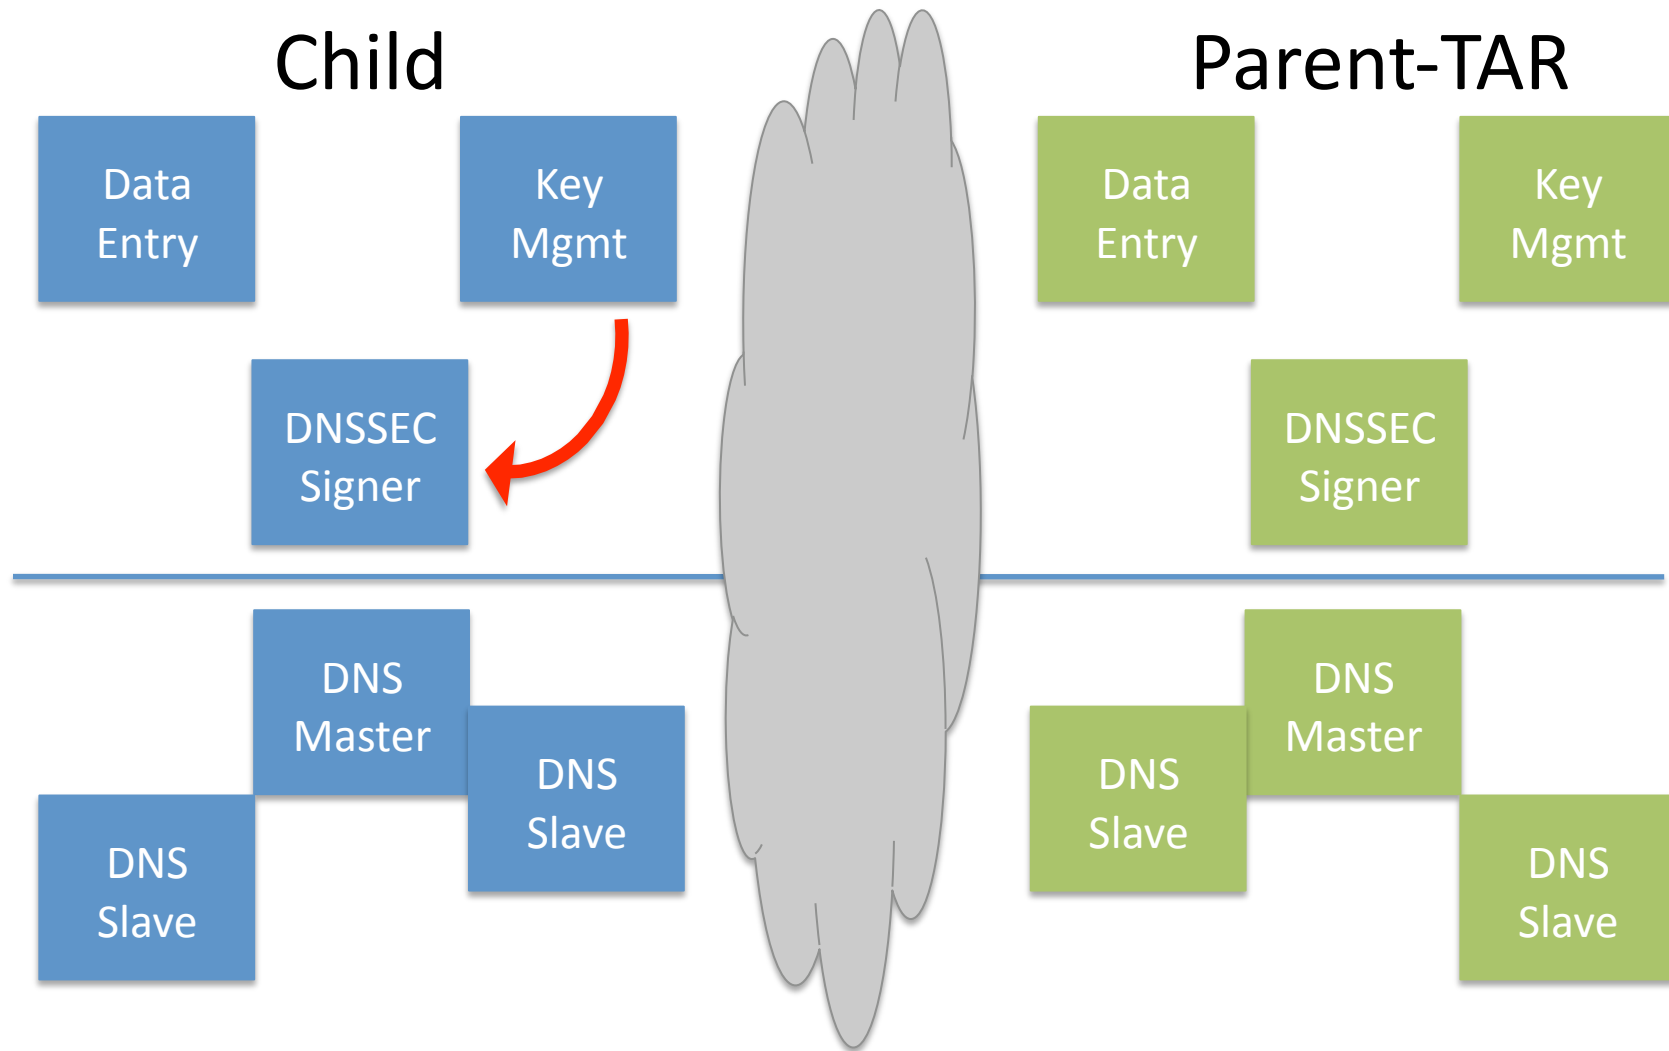 Child
Parent-TAR
Data
Entry
Key
Mgmt
Data
Entry
Key
Mgmt
DNSSEC
Signer
DNSSEC
Signer
DNS
Master
DNS
Slave
DNS
Slave
DNS
Master
DNS
Slave
DNS
Slave